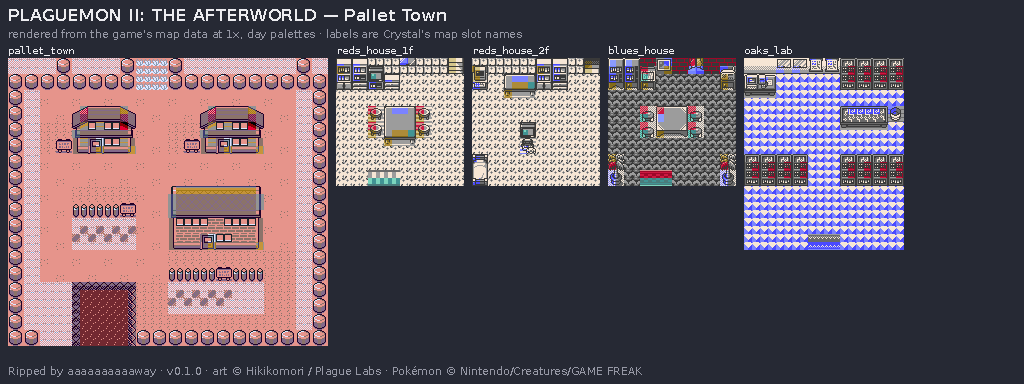 PLAGUEMON II: THE AFTERWORLD — Pallet Town
rendered from the game's map data at 1x, day palettes · labels are Crystal's map slot names
pallet_town
reds_house_1f
reds_house_2f
blues_house
oaks_lab
Ripped by aaaaaaaaaaway · v0.1.0 · art © Hikikomori / Plague Labs · Pokémon © Nintendo/Creatures/GAME FREAK